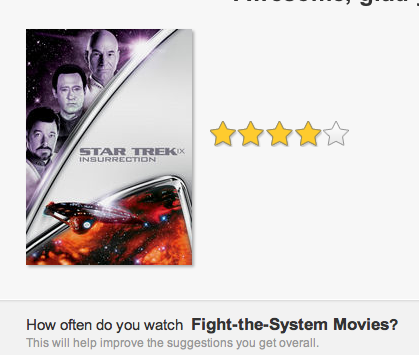 STAR TREK IX
INSURRECTION
How often do you watch Fight-the-System Movies?
This will help improve the suggestions you get overall.